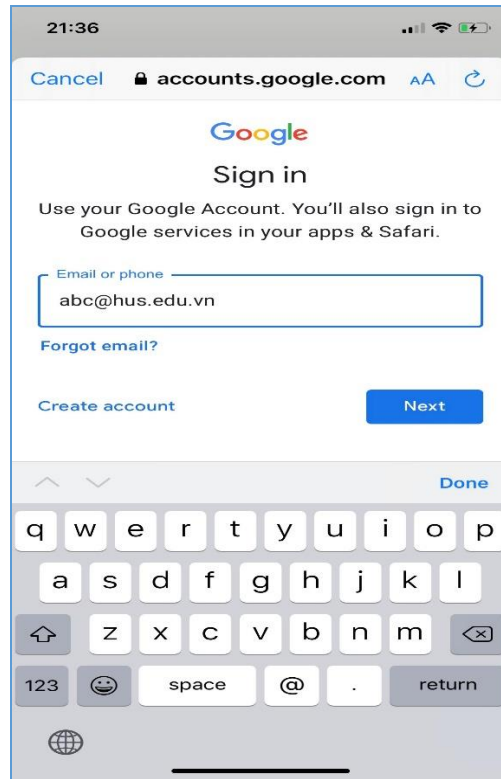 21:36
Cancel accounts.google.com AA
Google
Sign in
Use your Google Account. You'll also sign in to
Google services in your apps & Safari.
Email or phone
abc@hus.edu.vn
Forgot email?
Create account Next
Done
q w e r t y u i o p
a s d f g h j k l
z x c v b n m
123 space @ . return